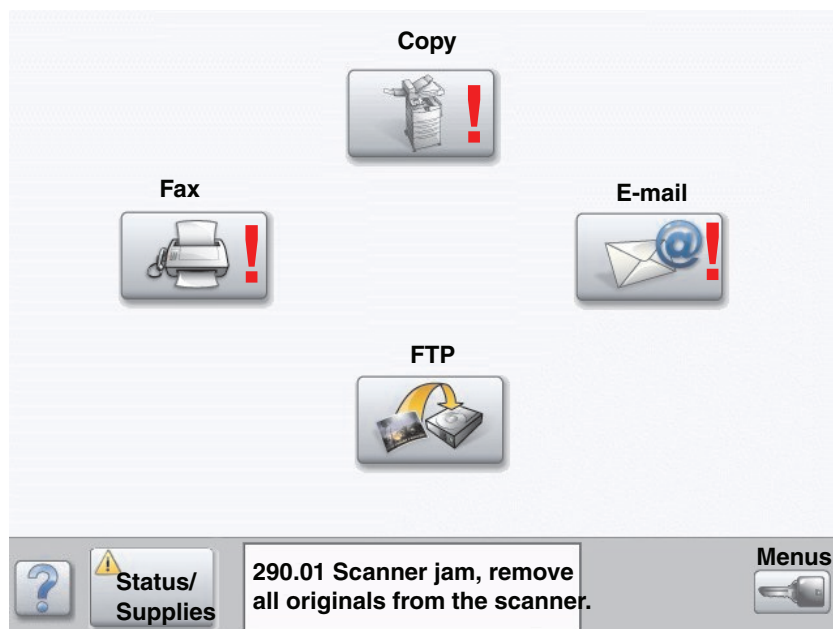 Copy
!
Fax
!
E-mail
@!
FTP
?
!
Status/
Supplies
290.01 Scanner jam, remove
all originals from the scanner.
Menus